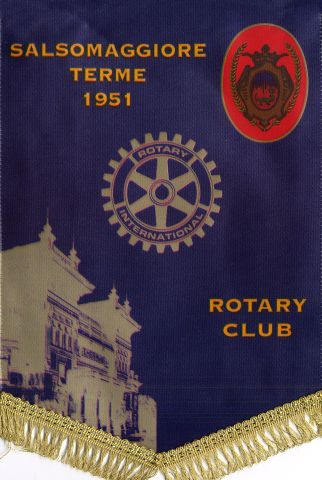 SALSOMAGGIORE
TERME
1951
ROTARY
INTERNATIONAL
ROTARY
CLUB